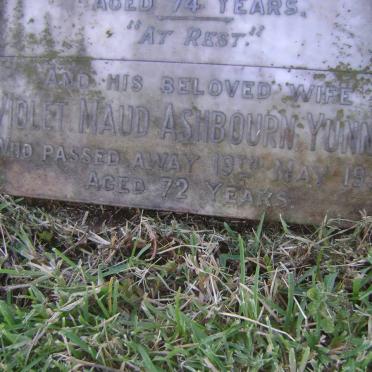 AGED 74 YEARS.
"AT REST."
AND HIS BELOVED WIFE
VIOLET MAUD ASHBOURN
WHO PASSED AWAY 19TH MAY
AGED 72 YEARS.